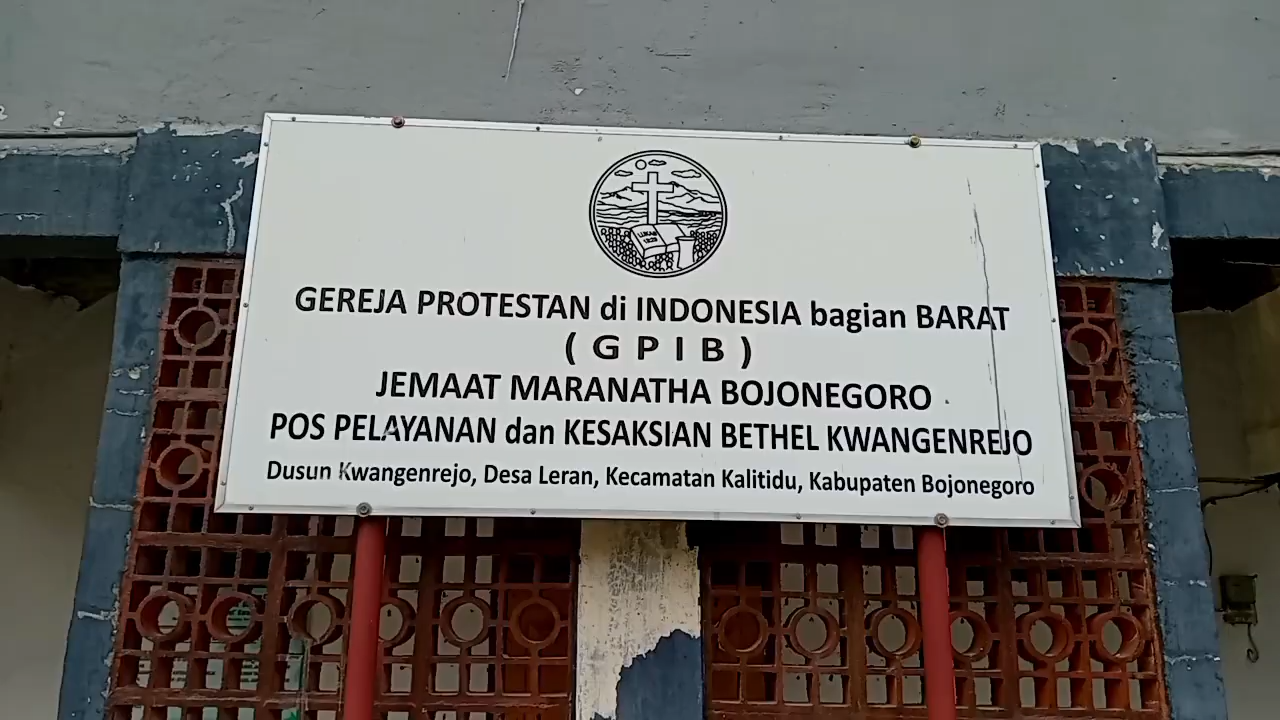 LUKAS
GEREJA PROTESTAN di INDONESIA bagian BARAT
( G P I B )
JEMAAT MARANATHA BOJONEGORO
POS PELAYANAN dan KESAKSIAN BETHEL KWANGENREJO
Dusun Kwangenrejo, Desa Leran, Kecamatan Kalitidu, Kabupaten Bojonegoro